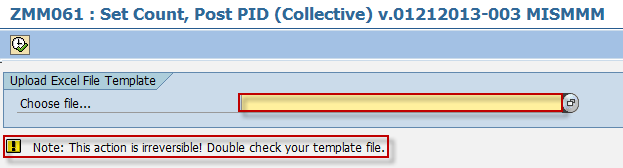 ZMM061 : Set Count, Post PID (Collective) v.01212013-003 MISMMM
Upload Excel File Template
Choose file...
Note: This action is irreversible! Double check your template file.